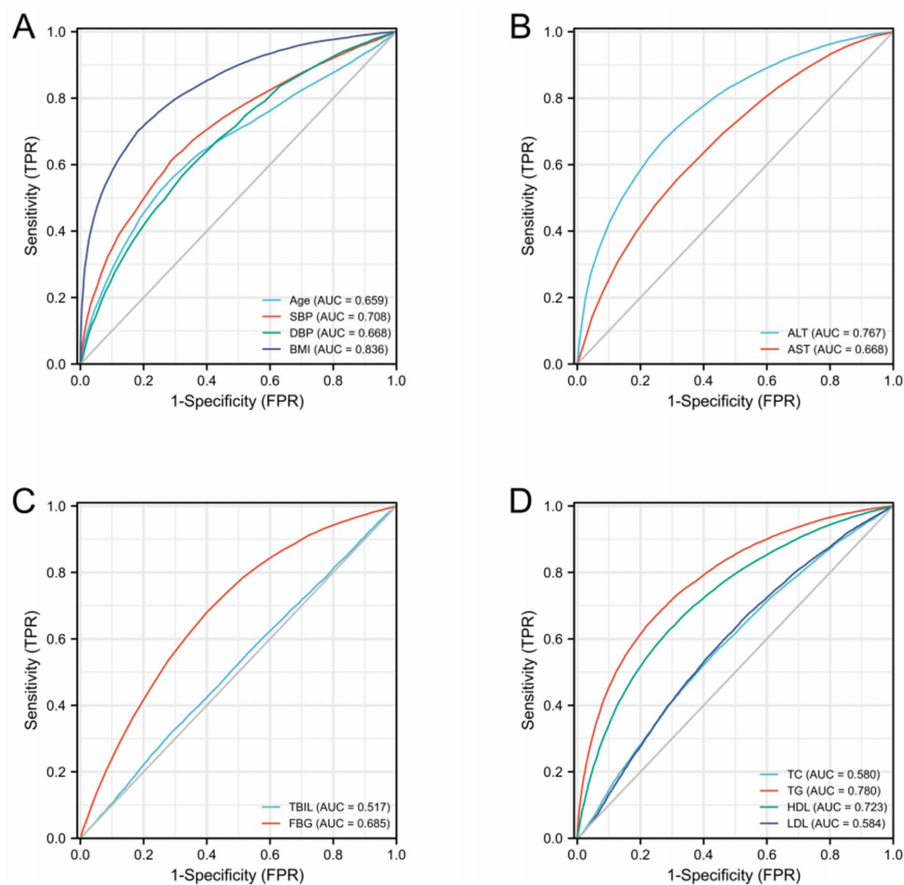 A
1.0
0.8
0.6
0.4
0.2
0.0
Sensitivity (TPR)
Age (AUC = 0.659)
SBP (AUC = 0.708)
DBP (AUC = 0.668)
BMI (AUC = 0.836)
0.0 0.2 0.4 0.6 0.8 1.0
1-Specificity (FPR)
B
1.0
0.8
0.6
0.4
0.2
0.0
Sensitivity (TPR)
ALT (AUC = 0.767)
AST (AUC = 0.668)
0.0 0.2 0.4 0.6 0.8 1.0
1-Specificity (FPR)
C
1.0
0.8
0.6
0.4
0.2
0.0
Sensitivity (TPR)
TBIL (AUC = 0.517)
FBG (AUC = 0.685)
0.0 0.2 0.4 0.6 0.8 1.0
1-Specificity (FPR)
D
1.0
0.8
0.6
0.4
0.2
0.0
Sensitivity (TPR)
TC (AUC = 0.580)
TG (AUC = 0.780)
HDL (AUC = 0.723)
LDL (AUC = 0.584)
0.0 0.2 0.4 0.6 0.8 1.0
1-Specificity (FPR)